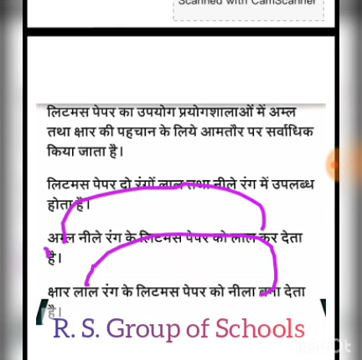 Scanned with CamScanner
लिटमस पेपर का उपयोग प्रयोगशालाओं में अम्ल
तथा क्षार की पहचान के लिये आमतौर पर सर्वाधिक
किया जाता है।
लिटमस पेपर दो रंगों लाल तथा नीले रंग में उपलब्ध
होता है।
अम्ल नीले रंग के लिटमस पेपर को लाल कर देता
है।
क्षार लाल रंग के लिटमस पेपर को नीला बना देता
है।
R. S. Group of Schools